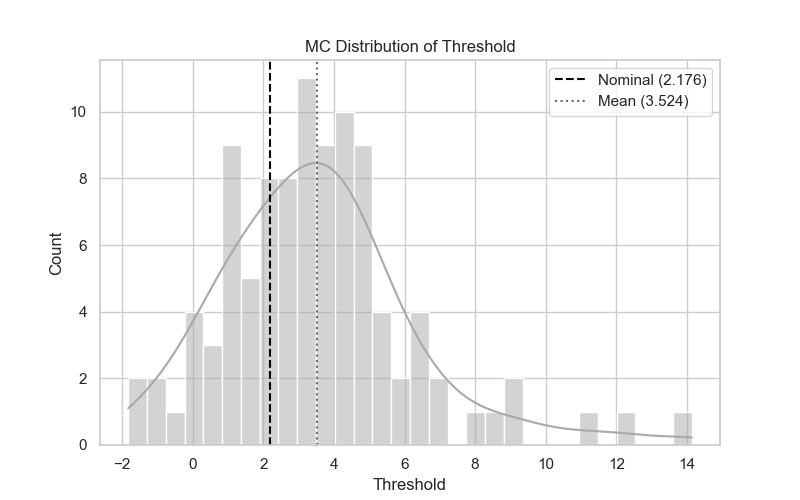 MC Distribution of Threshold
Nominal (2.176)
Mean (3.524)
Count
10
8
6
4
2
0
−2 0 2 4 6 8 10 12 14
Threshold